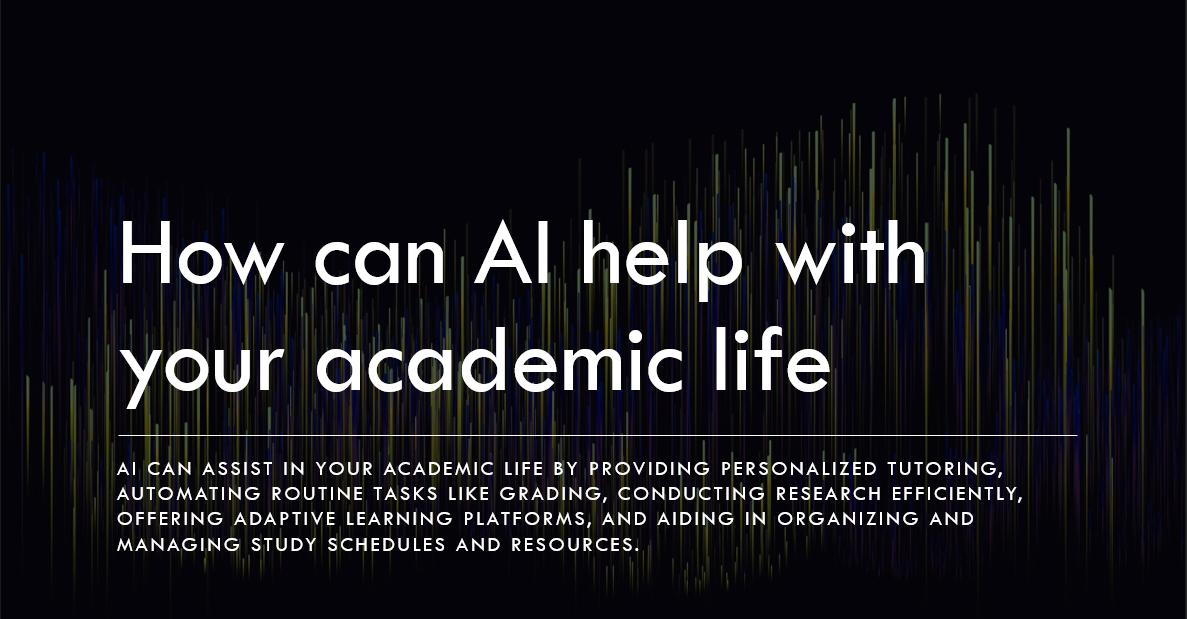 How can AI help with
your academic life
AI CAN ASSIST IN YOUR ACADEMIC LIFE BY PROVIDING PERSONALIZED TUTORING,
AUTOMATING ROUTINE TASKS LIKE GRADING, CONDUCTING RESEARCH EFFICIENTLY,
OFFERING ADAPTIVE LEARNING PLATFORMS, AND AIDING IN ORGANIZING AND
MANAGING STUDY SCHEDULES AND RESOURCES.